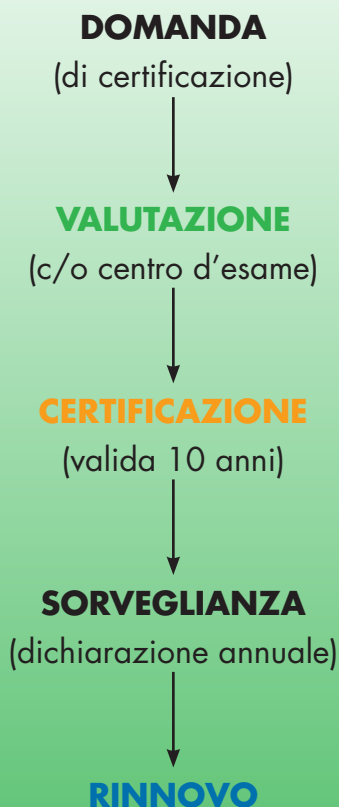 DOMANDA
(di certificazione)
VALUTAZIONE
(c/o centro d'esame)
CERTIFICAZIONE
(valida 10 anni)
SORVEGLIANZA
(dichiarazione annuale)
RINNOVO